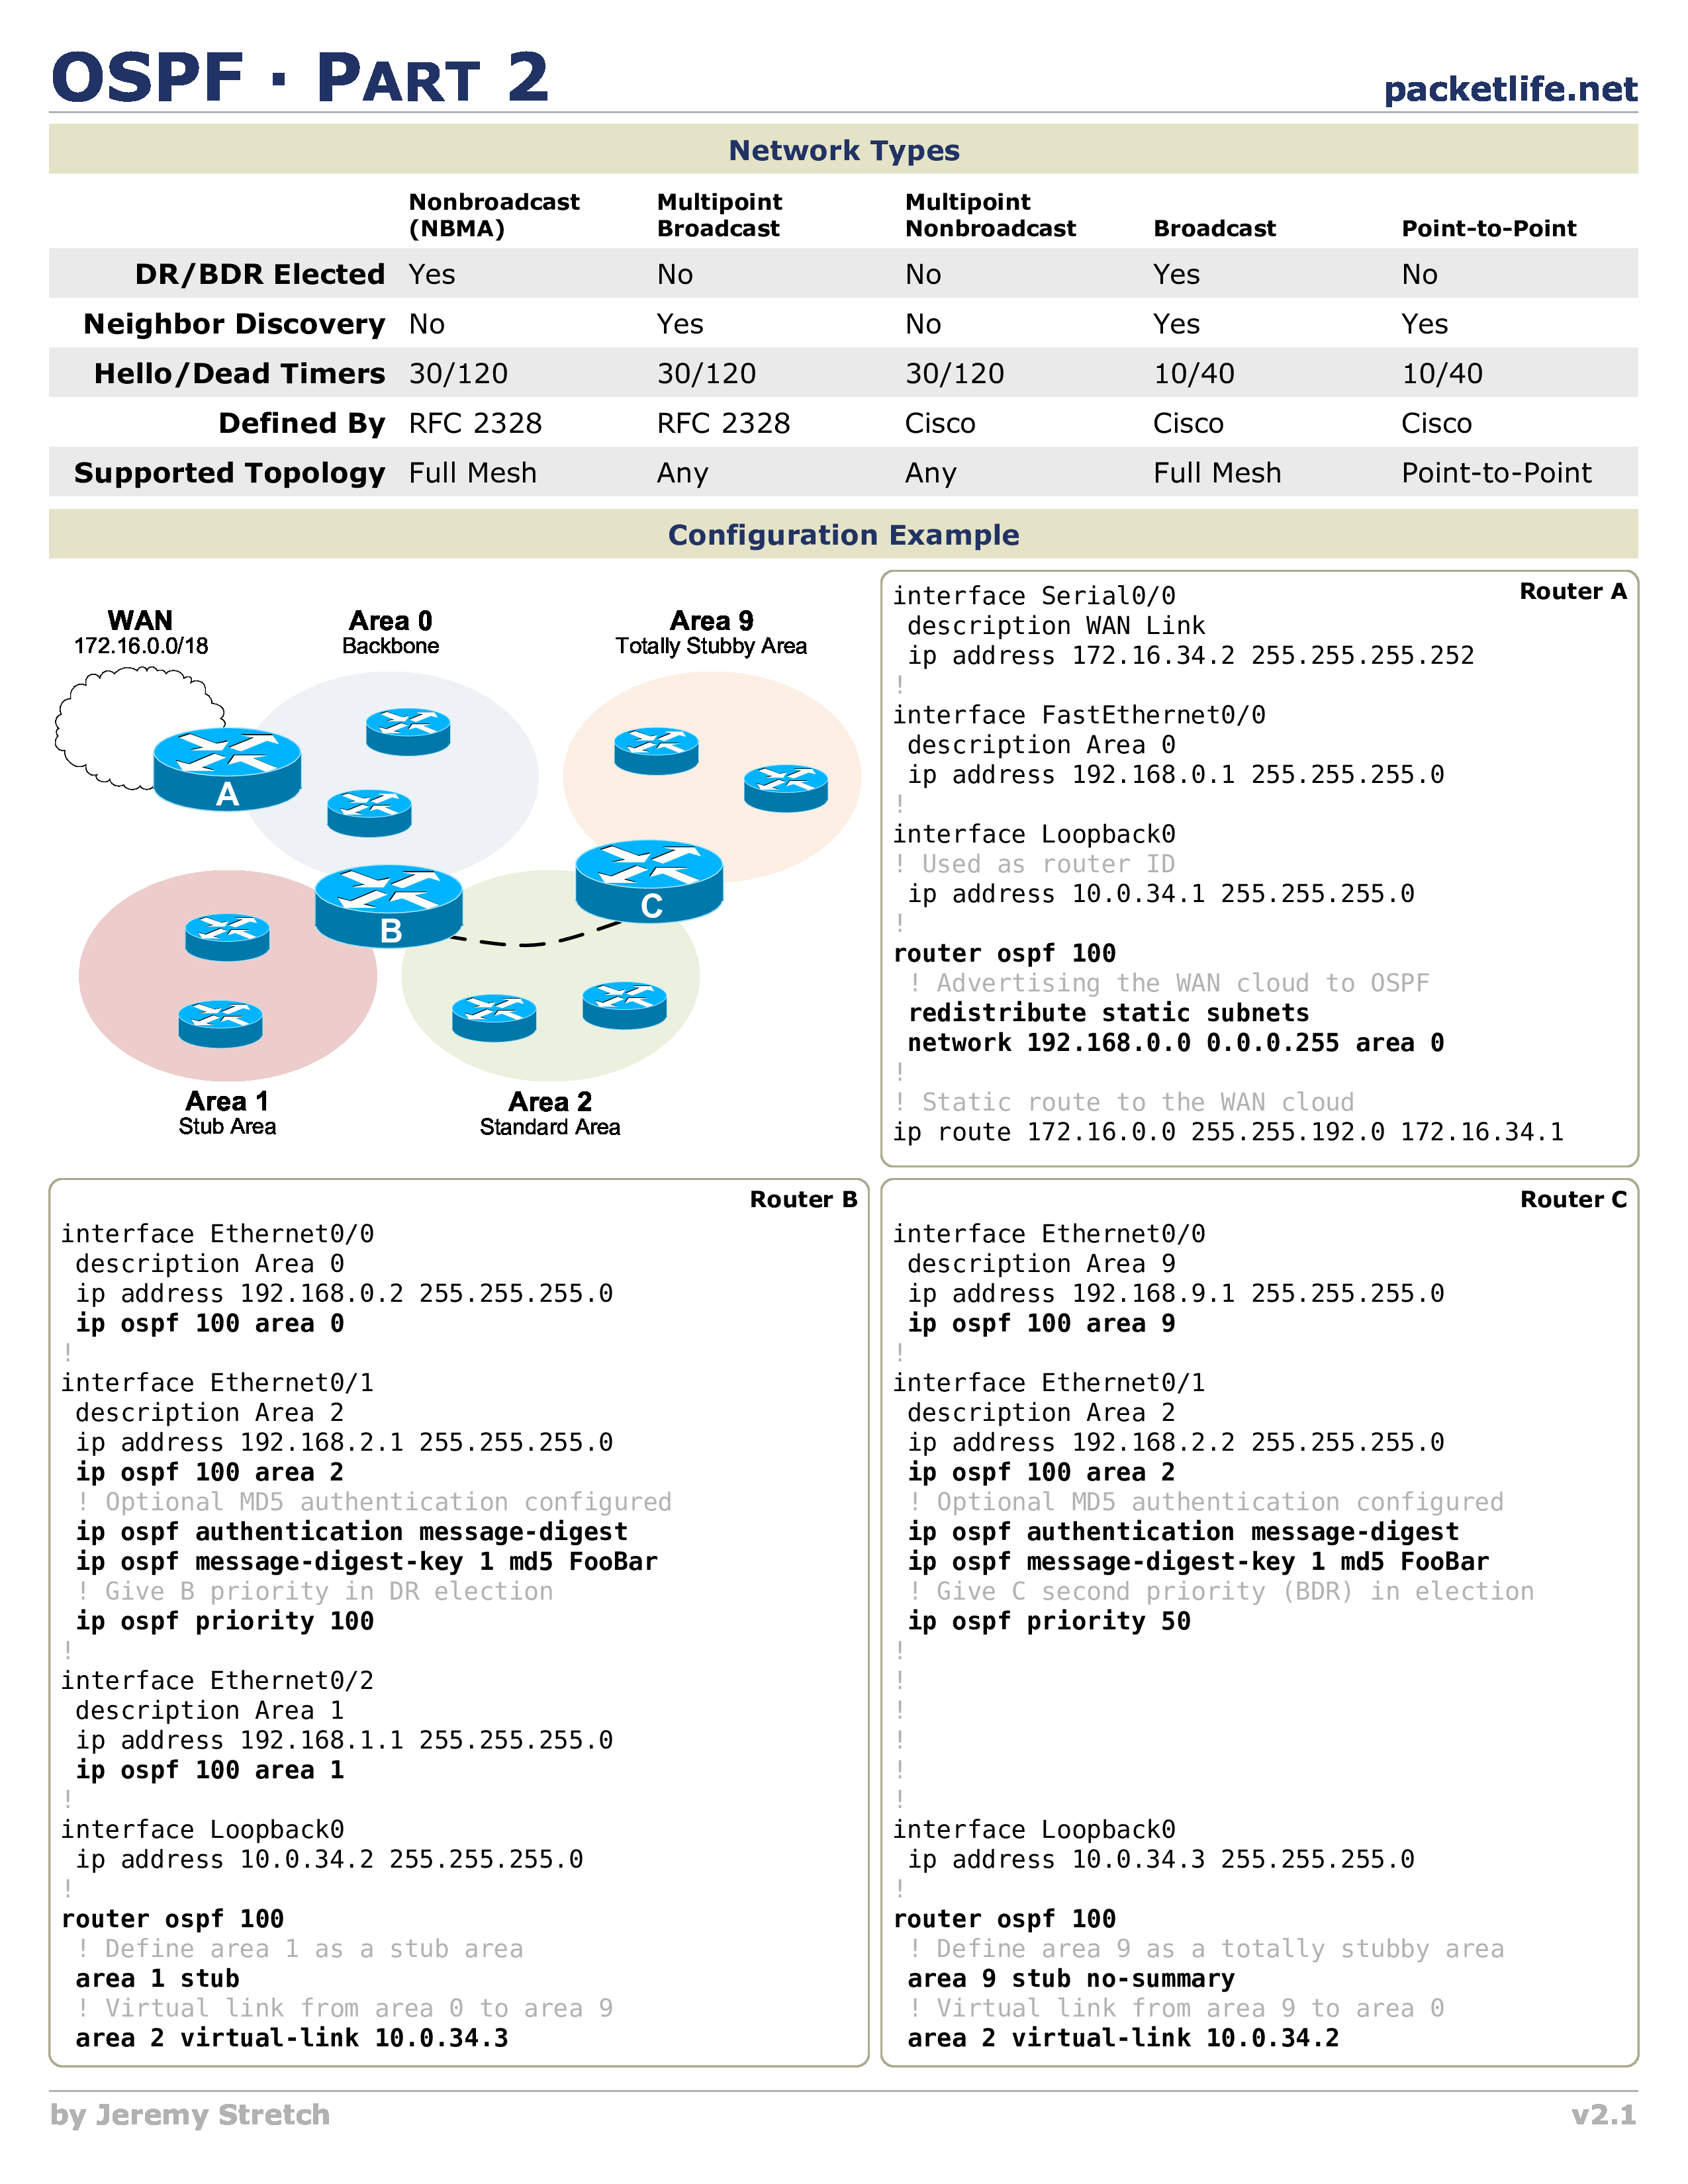 OSPF · PART 2
packetlife.net
Network Types
Nonbroadcast (NBMA) Multipoint Broadcast Multipoint Nonbroadcast Broadcast Point-to-Point
DR/BDR Elected Yes No No Yes No
Neighbor Discovery No Yes No Yes Yes
Hello/Dead Timers 30/120 30/120 30/120 10/40 10/40
Defined By RFC 2328 RFC 2328 Cisco Cisco Cisco
Supported Topology Full Mesh Any Any Full Mesh Point-to-Point
Configuration Example
WAN
172.16.0.0/18
Area 0
Backbone
Area 9
Totally Stubby Area
A
B
C
Area 1
Stub Area
Area 2
Standard Area
Router A
interface Serial0/0
description WAN Link
ip address 172.16.34.2 255.255.255.252
!
interface FastEthernet0/0
description Area 0
ip address 192.168.0.1 255.255.255.0
!
interface Loopback0
! Used as router ID
ip address 10.0.34.1 255.255.255.0
!
router ospf 100
! Advertising the WAN cloud to OSPF
redistribute static subnets
network 192.168.0.0 0.0.0.255 area 0
!
! Static route to the WAN cloud
ip route 172.16.0.0 255.255.192.0 172.16.34.1
Router B
interface Ethernet0/0
description Area 0
ip address 192.168.0.2 255.255.255.0
ip ospf 100 area 0
!
interface Ethernet0/1
description Area 2
ip address 192.168.2.1 255.255.255.0
ip ospf 100 area 2
! Optional MD5 authentication configured
ip ospf authentication message-digest
ip ospf message-digest-key 1 md5 FooBar
! Give B priority in DR election
ip ospf priority 100
!
interface Ethernet0/2
description Area 1
ip address 192.168.1.1 255.255.255.0
ip ospf 100 area 1
!
interface Loopback0
ip address 10.0.34.2 255.255.255.0
!
router ospf 100
! Define area 1 as a stub area
area 1 stub
! Virtual link from area 0 to area 9
area 2 virtual-link 10.0.34.3
Router C
interface Ethernet0/0
description Area 9
ip address 192.168.9.1 255.255.255.0
ip ospf 100 area 9
!
interface Ethernet0/1
description Area 2
ip address 192.168.2.2 255.255.255.0
ip ospf 100 area 2
! Optional MD5 authentication configured
ip ospf authentication message-digest
ip ospf message-digest-key 1 md5 FooBar
! Give C second priority (BDR) in election
ip ospf priority 50
!
!
!
!
!
!
interface Loopback0
ip address 10.0.34.3 255.255.255.0
!
router ospf 100
! Define area 9 as a totally stubby area
area 9 stub no-summary
! Virtual link from area 9 to area 0
area 2 virtual-link 10.0.34.2
by Jeremy Stretch
v2.1